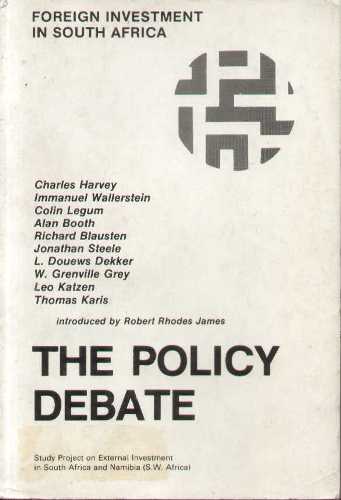 FOREIGN INVESTMENT
IN SOUTH AFRICA
Charles Harvey
Immanuel Wallerstein
Colin Legum
Alan Booth
Richard Blausten
Jonathan Steele
L. Douews Dekker
W. Grenville Grey
Leo Katzen
Thomas Karis
introduced by Robert Rhodes James
THE POLICY
DEBATE
Study Project on External Investment
in South Africa and Namibia (S.W. Africa)